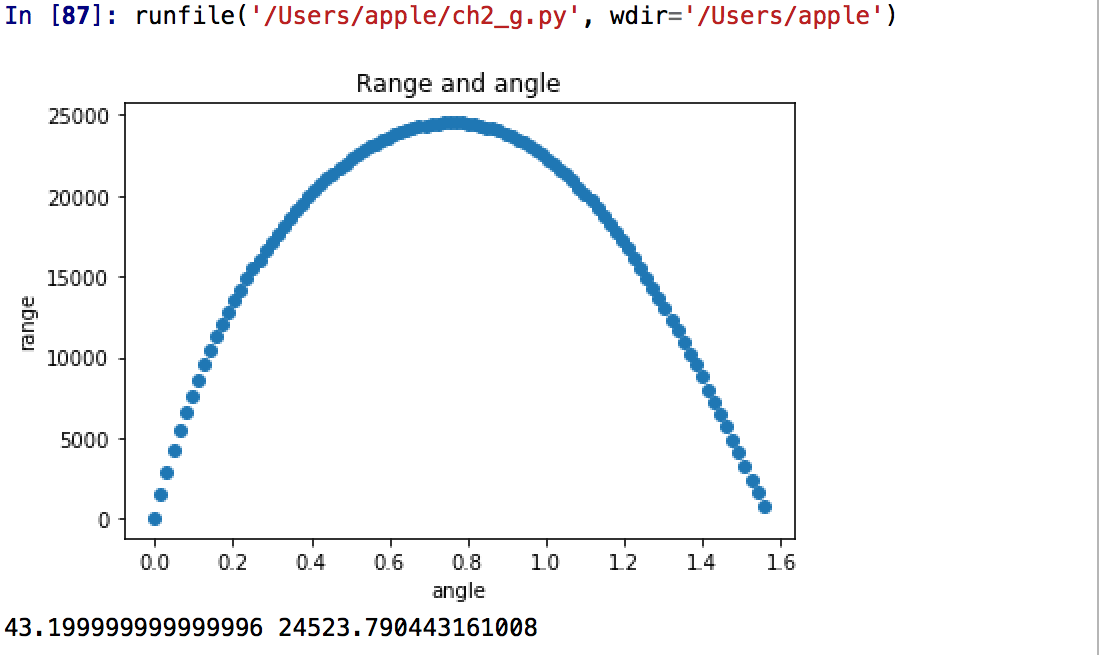 In [87]: runfile('/Users/apple/ch2_g.py', wdir='/Users/apple')
Range and angle
25000
20000
15000
10000
5000
0
range
0.0 0.2 0.4 0.6 0.8 1.0 1.2 1.4 1.6
angle
43.199999999999996 24523.790443161008